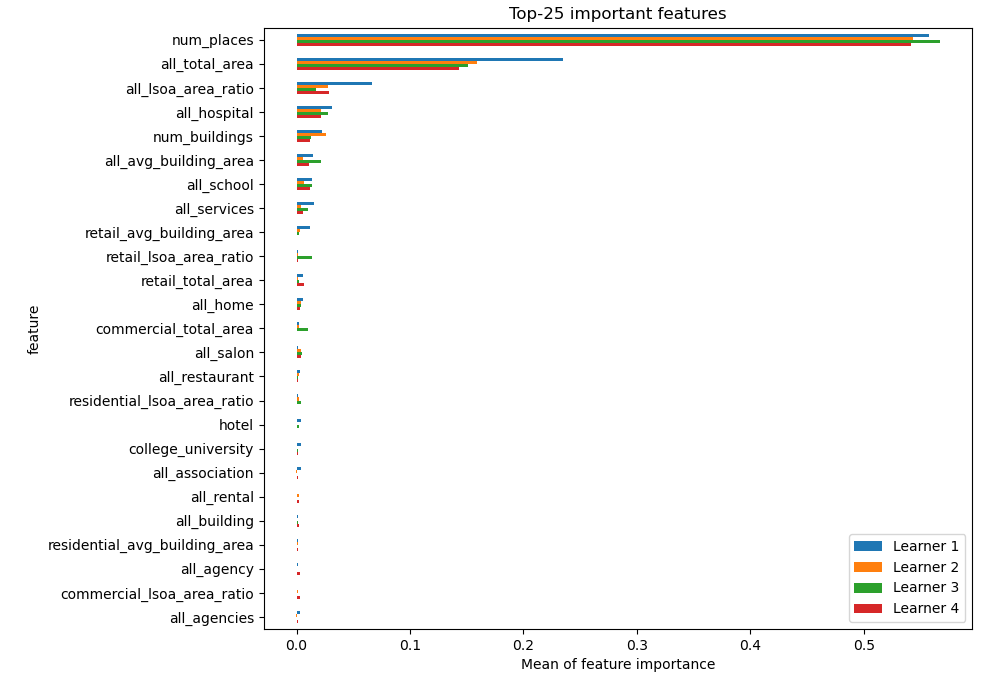 Top-25 important features
num_places
all_total_area
all_lsoa_area_ratio
all_hospital
num_buildings
all_avg_building_area
all_school
all_services
retail_avg_building_area
retail_lsoa_area_ratio
retail_total_area
all_home
commercial_total_area
all_salon
all_restaurant
residential_lsoa_area_ratio
hotel
college_university
all_association
all_rental
all_building
residential_avg_building_area
all_agency
commercial_lsoa_area_ratio
all_agencies
feature
Learner 1
Learner 2
Learner 3
Learner 4
0.0 0.1 0.2 0.3 0.4 0.5
Mean of feature importance